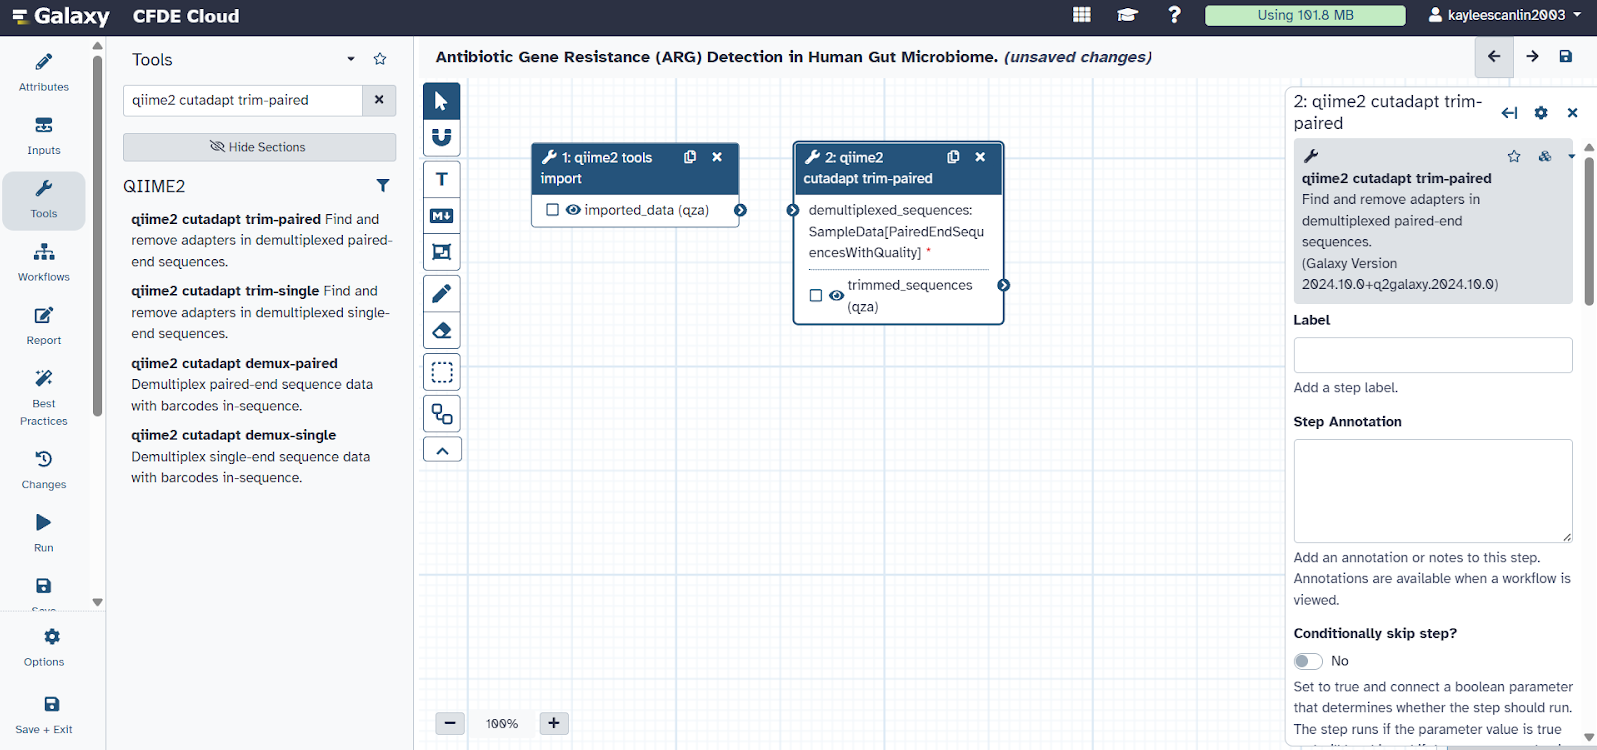 Galaxy CFDE Cloud
Using 101.8 MB
kayleescanlin2003
Attributes
Inputs
Tools
Workflows
Report
Best
Practices
Changes
Run
Save
Options
Save + Exit
Tools
qiime2 cutadapt trim-paired
Hide Sections
QIIME2
qiime2 cutadapt trim-paired Find and
remove adapters in demultiplexed paired-
end sequences.
qiime2 cutadapt trim-single Find and
remove adapters in demultiplexed single-
end sequences.
qiime2 cutadapt demux-paired
Demultiplex paired-end sequence data
with barcodes in-sequence.
qiime2 cutadapt demux-single
Demultiplex single-end sequence data
with barcodes in-sequence.
Antibiotic Gene Resistance (ARG) Detection in Human Gut Microbiome. (unsaved changes)
T
M
1: qiime2 tools
import
imported_data (qza)
2: qiime2
cutadapt trim-paired
demultiplexed_sequences:
SampleData[PairedEndSequ
encesWithQuality] *
trimmed_sequences
(qza)
100%
2: qiime2 cutadapt trim-
paired
qiime2 cutadapt trim-paired
Find and remove adapters in
demultiplexed paired-end
sequences.
(Galaxy Version
2024.10.0+q2galaxy.2024.10.0)
Label
Add a step label.
Step Annotation
Add an annotation or notes to this step.
Annotations are available when a workflow is
viewed.
Conditionally skip step?
No
Set to true and connect a boolean parameter
that determines whether the step should run.
The step runs if the parameter value is true